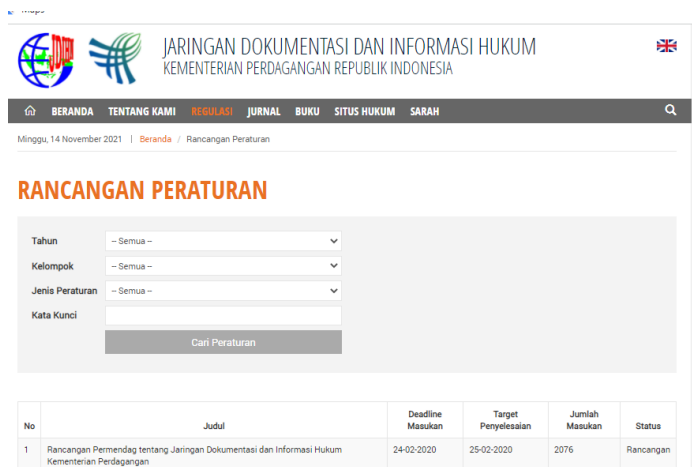 Maps
JDIH
JARINGAN DOKUMENTASI DAN INFORMASI HUKUM
KEMENTERIAN PERDAGANGAN REPUBLIK INDONESIA
BERANDA TENTANG KAMI REGULASI JURNAL BUKU SITUS HUKUM SARAH
Minggu, 14 November 2021 | Beranda / Rancangan Peraturan
RANCANGAN PERATURAN
Tahun -- Semua --
Kelompok -- Semua --
Jenis Peraturan -- Semua --
Kata Kunci
Cari Peraturan
No Judul Deadline Masukan Target Penyelesaian Jumlah Masukan Status
1 Rancangan Permendag tentang Jaringan Dokumentasi dan Informasi Hukum Kementerian Perdagangan 24-02-2020 25-02-2020 2076 Rancangan